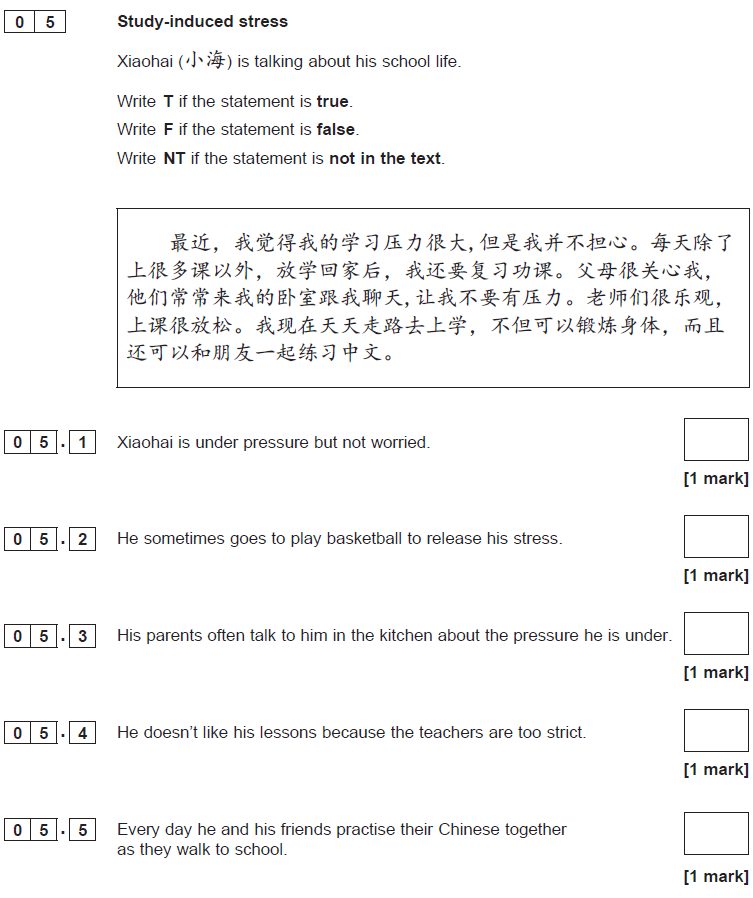 0 5 Study-induced stress
Xiaohai (小海) is talking about his school life.
Write T if the statement is true.
Write F if the statement is false.
Write NT if the statement is not in the text.
最近，我觉得我的学习压力很大,但是我并不担心。每天除了
上很多课以外，放学回家后，我还要复习功课。父母很关心我，
他们常常来我的卧室跟我聊天,让我不要有压力。老师们很乐观，
上课很放松。我现在天天走路去上学，不但可以锻炼身体，而且
还可以和朋友一起练习中文。
0 5 . 1 Xiaohai is under pressure but not worried.
[1 mark]
0 5 . 2 He sometimes goes to play basketball to release his stress.
[1 mark]
0 5 . 3 His parents often talk to him in the kitchen about the pressure he is under.
[1 mark]
0 5 . 4 He doesn’t like his lessons because the teachers are too strict.
[1 mark]
0 5 . 5 Every day he and his friends practise their Chinese together
as they walk to school.
[1 mark]